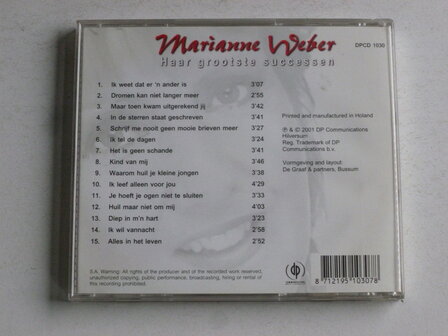 Marianne Weber
DPCD 1030
Haar grootste successen
1. Ik weet dat er 'n ander is 3'07
2. Dromen kan niet langer meer 2'55
3. Maar toen kwam uitgerekend jij 3'42
4. In de sterren staat geschreven 3'41
5. Schrijf me nooit geen mooie brieven meer 3'27
6. Ik tel de dagen 3'24
7. Het is geen schande 3'41
8. Kind van mij 3'46
9. Waarom huil je kleine jongen 3'38
10. Ik leef alleen voor jou 4'29
11. Je hoeft je ogen niet te sluiten 3'33
12. Huil maar niet om mij 4'03
13. Diep in m'n hart 3'23
14. Ik wil vannacht 2'58
15. Alles in het leven 2'52
Printed and manufactured in Holand
℗ & © 2001 DP Communications
Hilversum
Reg. Trademark of DP
Communications b.v.
Vormgeving and layout:
De Graaf & partners, Bussum
S.A. Warning: All rights of the producer and of the recorded work reserved,
unauthorized copying, public performance, broadcasting, hiring or rental of
this recording prohibited.
8 712195 103078